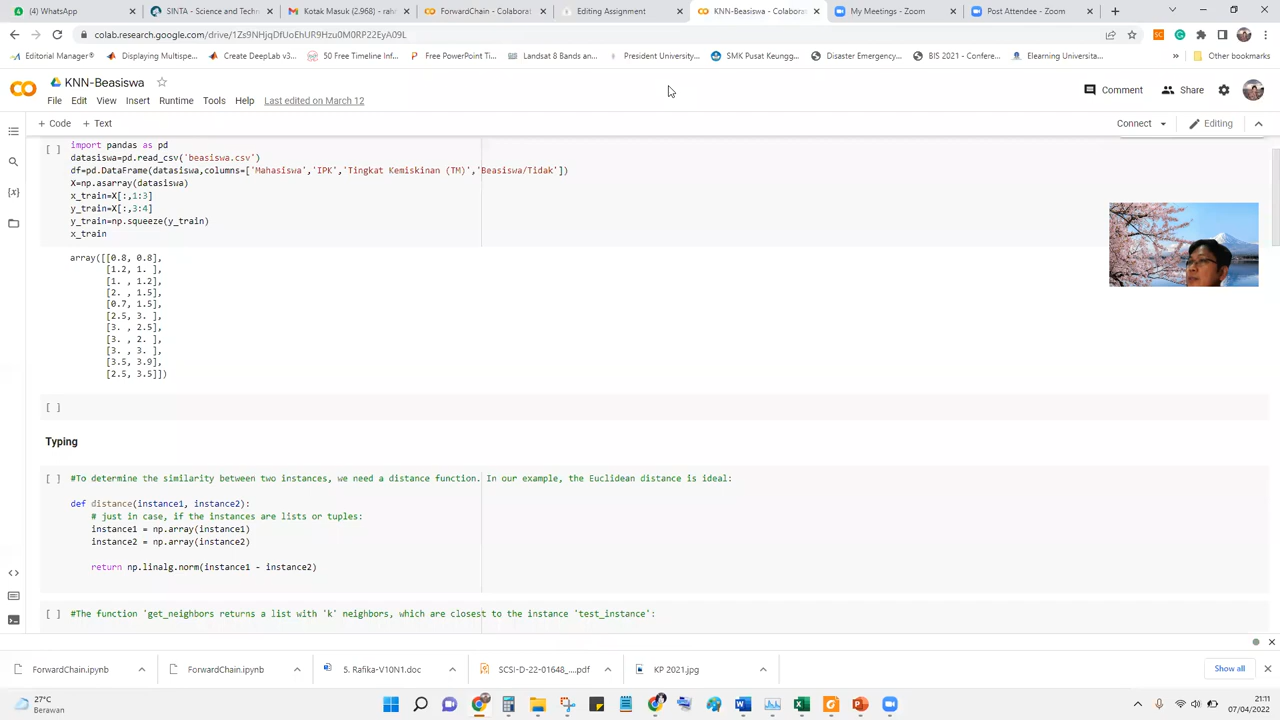 WhatsApp
SINTA - Science and Techn
Kotak Masuk (2.968) - rah
ForwardChain - Colaborat
Editing Assignment
KNN-Beasiswa - Colaborat
My Meetings - Zoom
Post Attendee - Zoom
colab.research.google.com/drive/1Zs9NHjqDfUoEhUR9Hzu0M0RP22EyA09L
Editorial Manager®
Displaying Multispe...
Create DeepLab v3...
50 Free Timeline Inf...
Free PowerPoint Tim...
Landsat 8 Bands an...
President University...
SMK Pusat Keungg...
Disaster Emergency...
BIS 2021 - Confere...
Elearning Universita...
»
Other bookmarks
KNN-Beasiswa
Comment
Share
File Edit View Insert Runtime Tools Help Last edited on March 12
+ Code + Text
Connect
Editing
[ ] import pandas as pd
datasiswa=pd.read_csv('beasiswa.csv')
df=pd.DataFrame(datasiswa,columns=['Mahasiswa','IPK','Tingkat Kemiskinan (TM)','Beasiswa/Tidak'])
X=np.asarray(datasiswa)
x_train=X[:,1:3]
y_train=X[:,3:4]
y_train=np.squeeze(y_train)
x_train
array([[0.8, 0.8],
[1.2, 1. ],
[1. , 1.2],
[2. , 1.5],
[0.7, 1.5],
[2.5, 3. ],
[3. , 2.5],
[3. , 2. ],
[3. , 3. ],
[3.5, 3.9],
[2.5, 3.5]])
[ ]
Typing
[ ] #To determine the similarity between two instances, we need a distance function. In our example, the Euclidean distance is ideal:
def distance(instance1, instance2):
# just in case, if the instances are lists or tuples:
instance1 = np.array(instance1)
instance2 = np.array(instance2)
return np.linalg.norm(instance1 - instance2)
[ ] #The function 'get_neighbors returns a list with 'k' neighbors, which are closest to the instance 'test_instance':
ForwardChain.ipynb
ForwardChain.ipynb
5. Rafika-V10N1.doc
SCSI-D-22-01648_....pdf
KP 2021.jpg
Show all
27°C
Berawan
21:11
07/04/2022